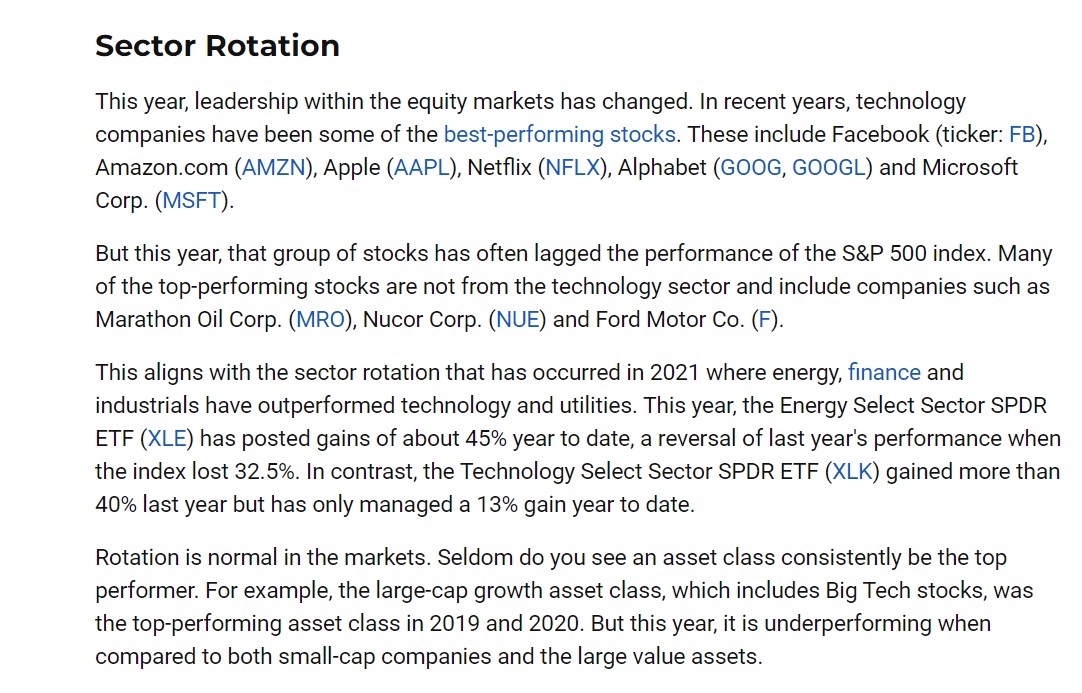 Sector Rotation
This year, leadership within the equity markets has changed. In recent years, technology
companies have been some of the best-performing stocks. These include Facebook (ticker: FB),
Amazon.com (AMZN), Apple (AAPL), Netflix (NFLX), Alphabet (GOOG, GOOGL) and Microsoft
Corp. (MSFT).
But this year, that group of stocks has often lagged the performance of the S&P 500 index. Many
of the top-performing stocks are not from the technology sector and include companies such as
Marathon Oil Corp. (MRO), Nucor Corp. (NUE) and Ford Motor Co. (F).
This aligns with the sector rotation that has occurred in 2021 where energy, finance and
industrials have outperformed technology and utilities. This year, the Energy Select Sector SPDR
ETF (XLE) has posted gains of about 45% year to date, a reversal of last year's performance when
the index lost 32.5%. In contrast, the Technology Select Sector SPDR ETF (XLK) gained more than
40% last year but has only managed a 13% gain year to date.
Rotation is normal in the markets. Seldom do you see an asset class consistently be the top
performer. For example, the large-cap growth asset class, which includes Big Tech stocks, was
the top-performing asset class in 2019 and 2020. But this year, it is underperforming when
compared to both small-cap companies and the large value assets.